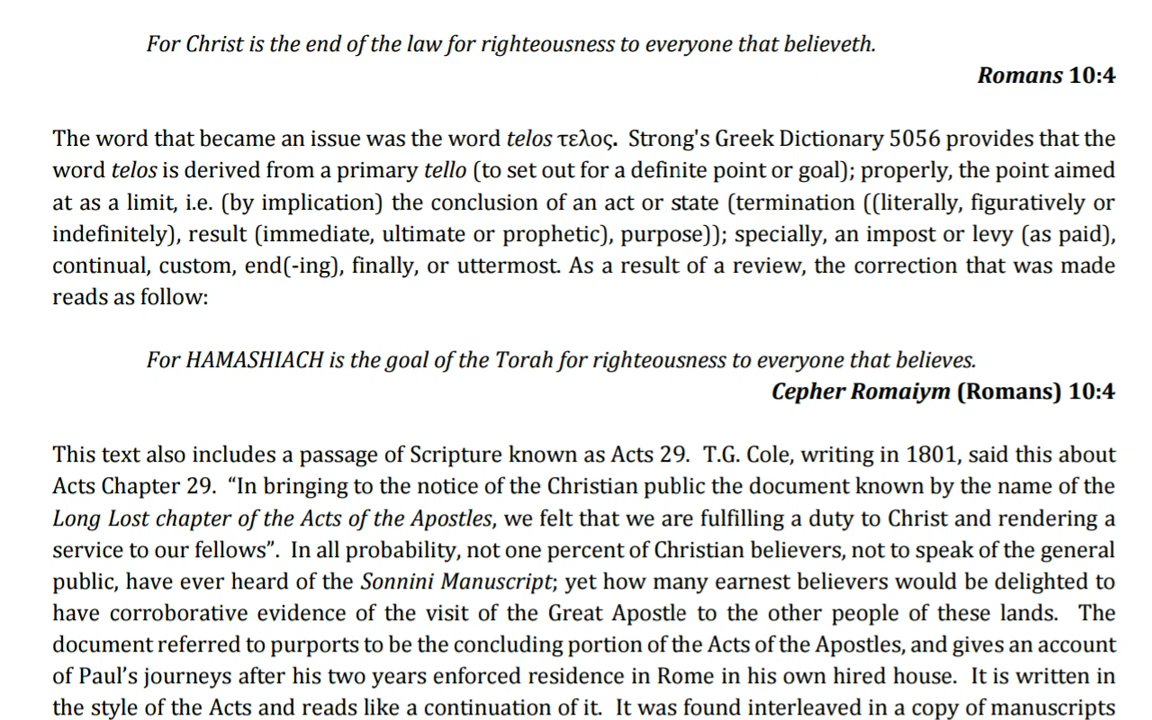 For Christ is the end of the law for righteousness to everyone that believeth.
Romans 10:4
The word that became an issue was the word telos τελος. Strong's Greek Dictionary 5056 provides that the
word telos is derived from a primary tello (to set out for a definite point or goal); properly, the point aimed
at as a limit, i.e. (by implication) the conclusion of an act or state (termination ((literally, figuratively or
indefinitely), result (immediate, ultimate or prophetic), purpose)); specially, an impost or levy (as paid),
continual, custom, end(-ing), finally, or uttermost. As a result of a review, the correction that was made
reads as follow:
For HAMASHIACH is the goal of the Torah for righteousness to everyone that believes.
Cepher Romaiym (Romans) 10:4
This text also includes a passage of Scripture known as Acts 29. T.G. Cole, writing in 1801, said this about
Acts Chapter 29. “In bringing to the notice of the Christian public the document known by the name of the
Long Lost chapter of the Acts of the Apostles, we felt that we are fulfilling a duty to Christ and rendering a
service to our fellows”. In all probability, not one percent of Christian believers, not to speak of the general
public, have ever heard of the Sonnini Manuscript; yet how many earnest believers would be delighted to
have corroborative evidence of the visit of the Great Apostle to the other people of these lands. The
document referred to purports to be the concluding portion of the Acts of the Apostles, and gives an account
of Paul’s journeys after his two years enforced residence in Rome in his own hired house. It is written in
the style of the Acts and reads like a continuation of it. It was found interleaved in a copy of manuscripts